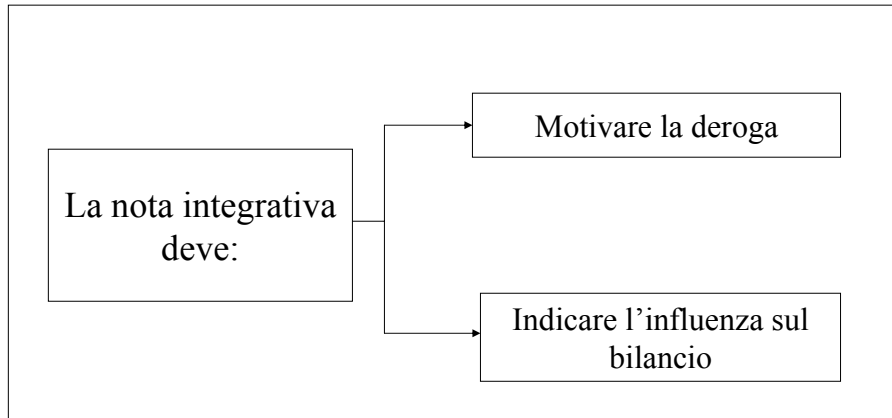 La nota integrativa
deve:
Motivare la deroga
Indicare l’influenza sul
bilancio